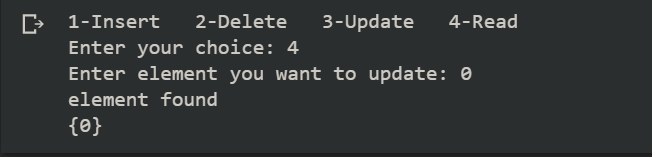 1-Insert   2-Delete   3-Update   4-Read
Enter your choice: 4
Enter element you want to update: 0
element found
{0}